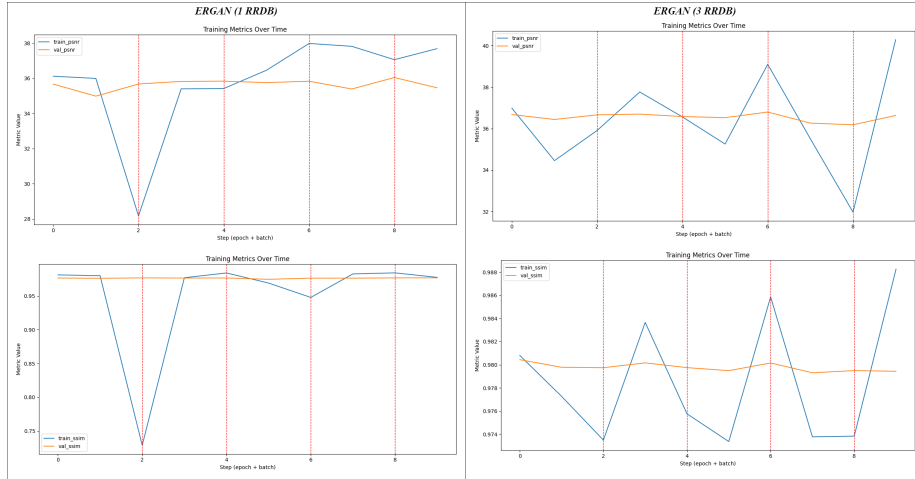 ERGAN (1 RRDB)
Training Metrics Over Time
train_psnr
val_psnr
Metric Value
38
36
34
32
30
28
0
2
4
6
8
Step (epoch + batch)
Training Metrics Over Time
Metric Value
0.95
0.90
0.85
0.80
0.75
train_ssim
val_ssim
0
2
4
6
8
Step (epoch + batch)
ERGAN (3 RRDB)
Training Metrics Over Time
train_psnr
val_psnr
Metric Value
40
38
36
34
32
0
2
4
6
8
Step (epoch + batch)
Training Metrics Over Time
train_ssim
val_ssim
Metric Value
0.988
0.986
0.984
0.982
0.980
0.978
0.976
0.974
0
2
4
6
8
Step (epoch + batch)